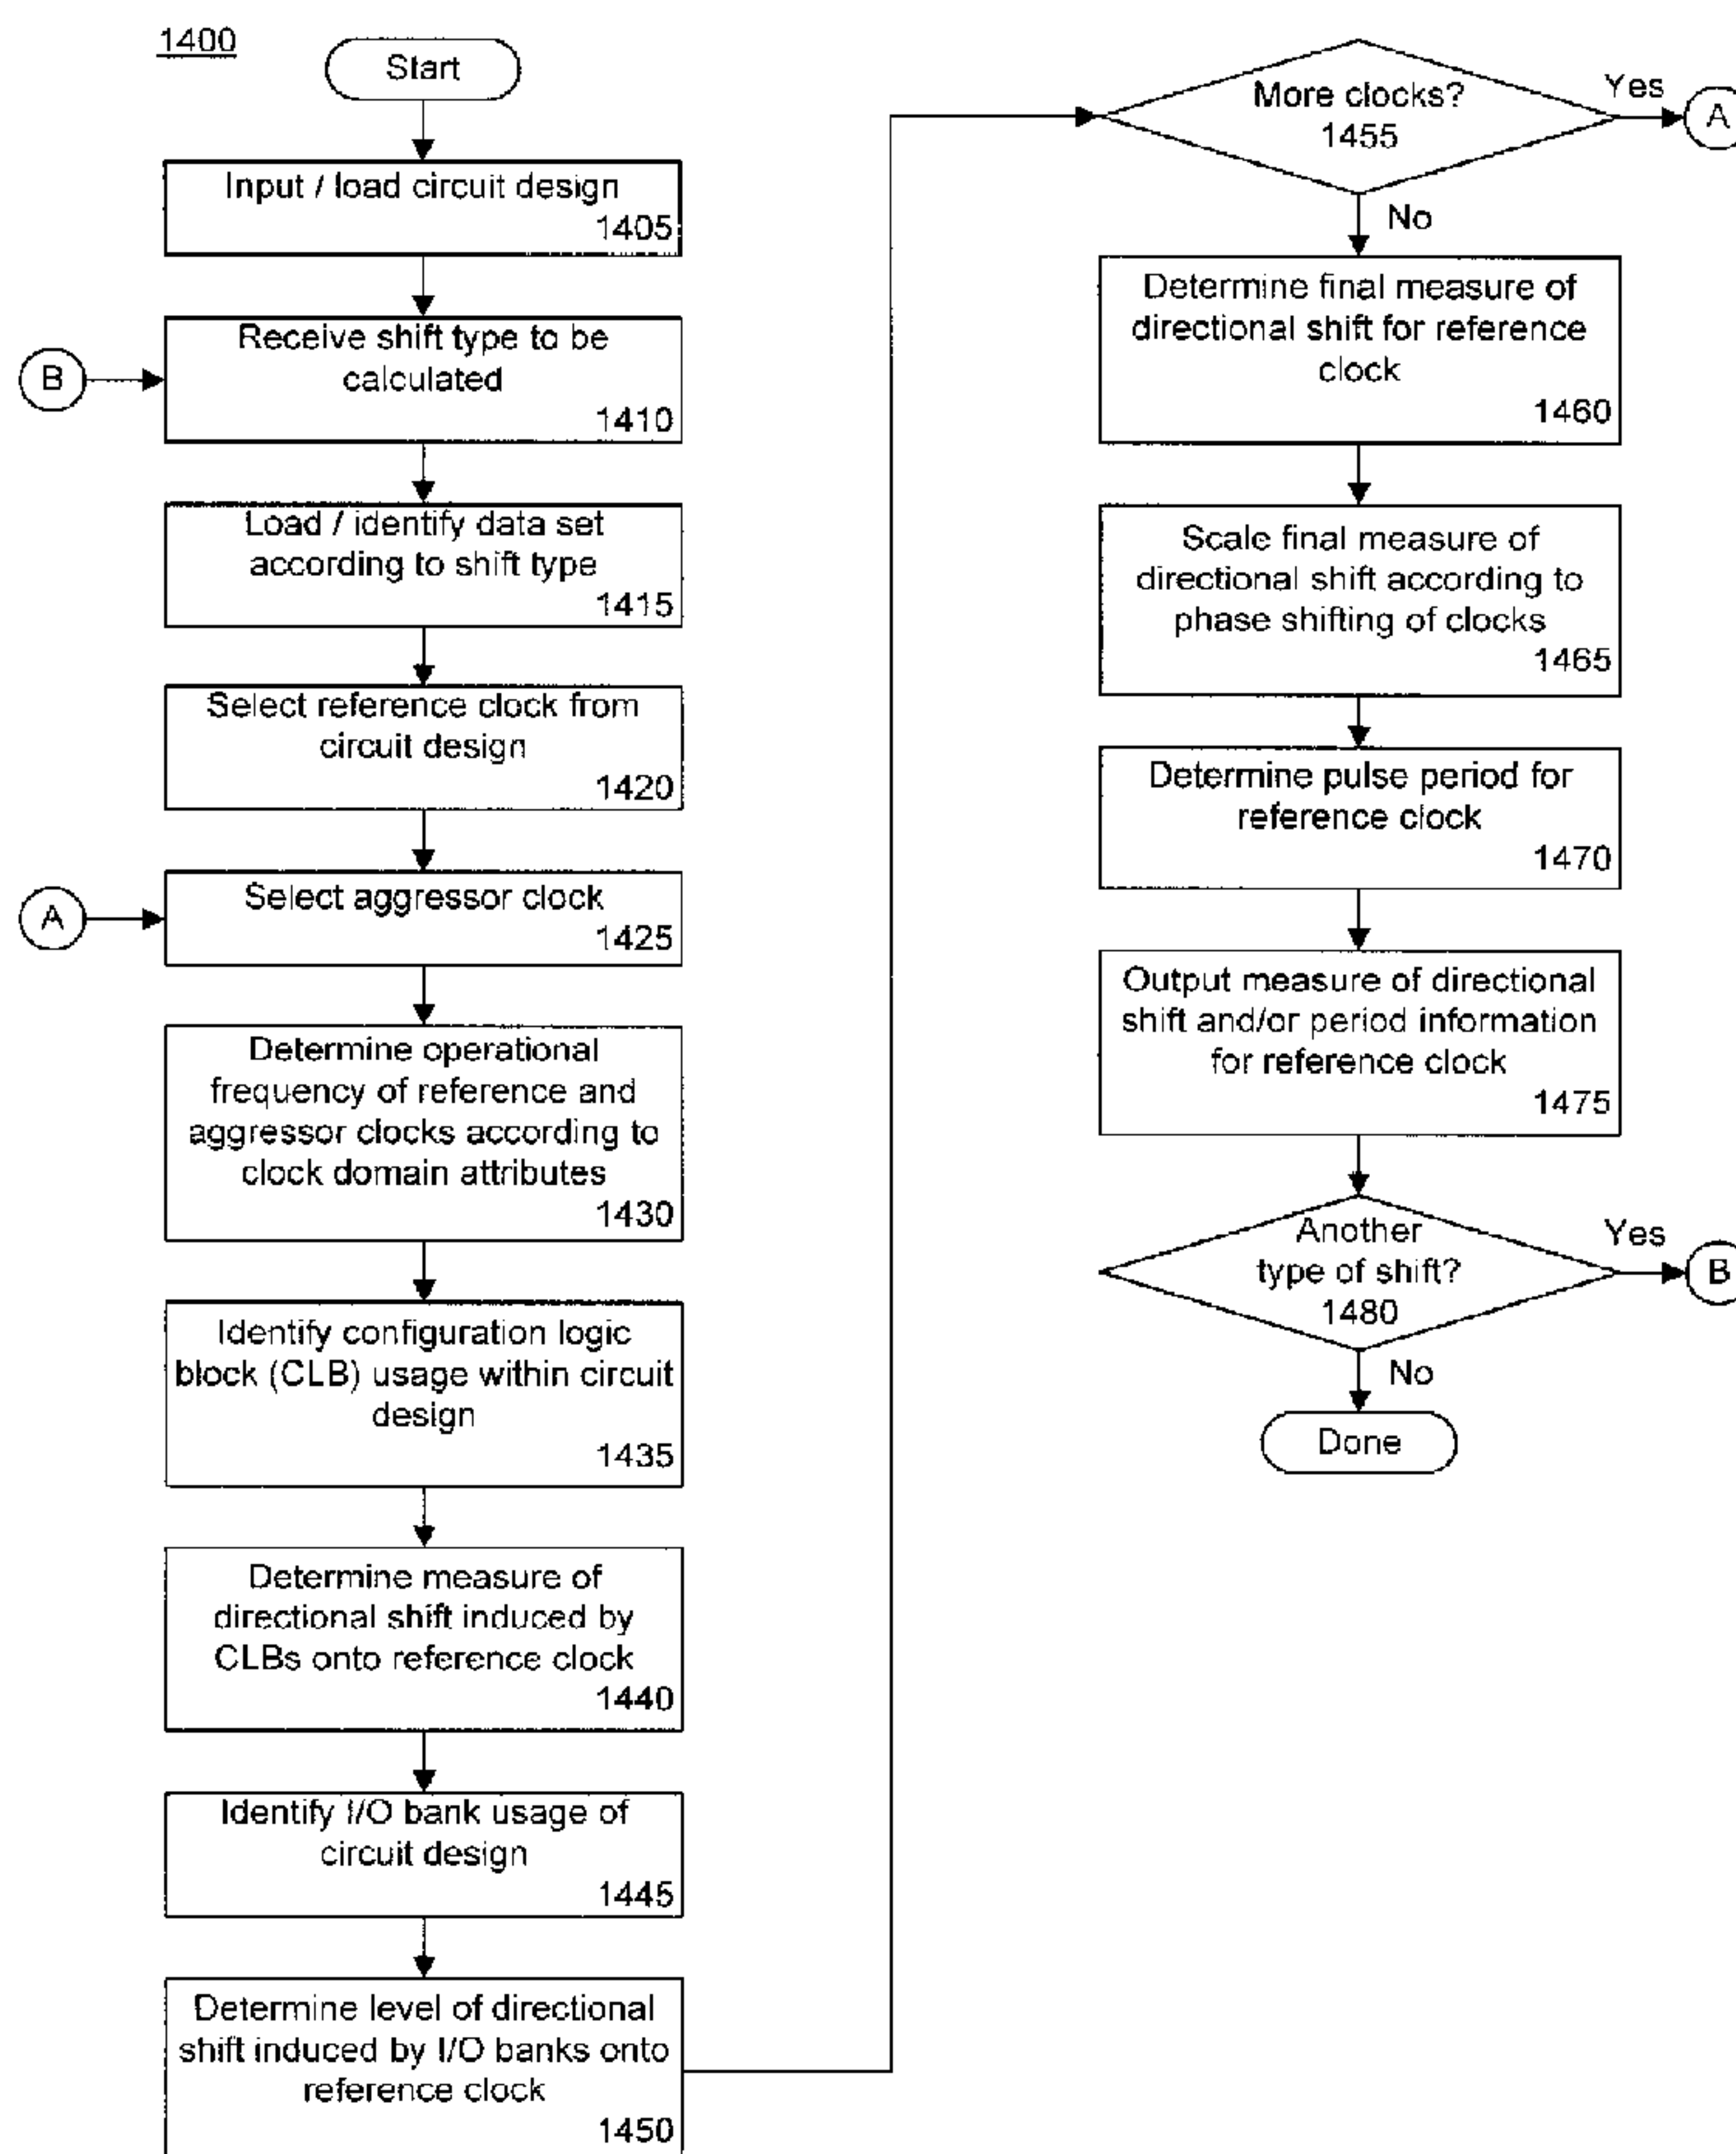 1400
Start
Input / load circuit design
1405
B
Receive shift type to be
calculated
1410
Load / identify data set
according to shift type
1415
Select reference clock from
circuit design
1420
A
Select aggressor clock
1425
Determine operational
frequency of reference and
aggressor clocks according to
clock domain attributes
1430
Identify configuration logic
block (CLB) usage within circuit
design
1435
Determine measure of
directional shift induced by
CLBs onto reference clock
1440
Identify I/O bank usage of
circuit design
1445
Determine level of directional
shift induced by I/O banks onto
reference clock
1450
More clocks?
1455
Yes
A
No
Determine final measure of
directional shift for reference
clock
1460
Scale final measure of
directional shift according to
phase shifting of clocks
1465
Determine pulse period for
reference clock
1470
Output measure of directional
shift and/or period information
for reference clock
1475
Another
type of shift?
1480
Yes
B
No
Done